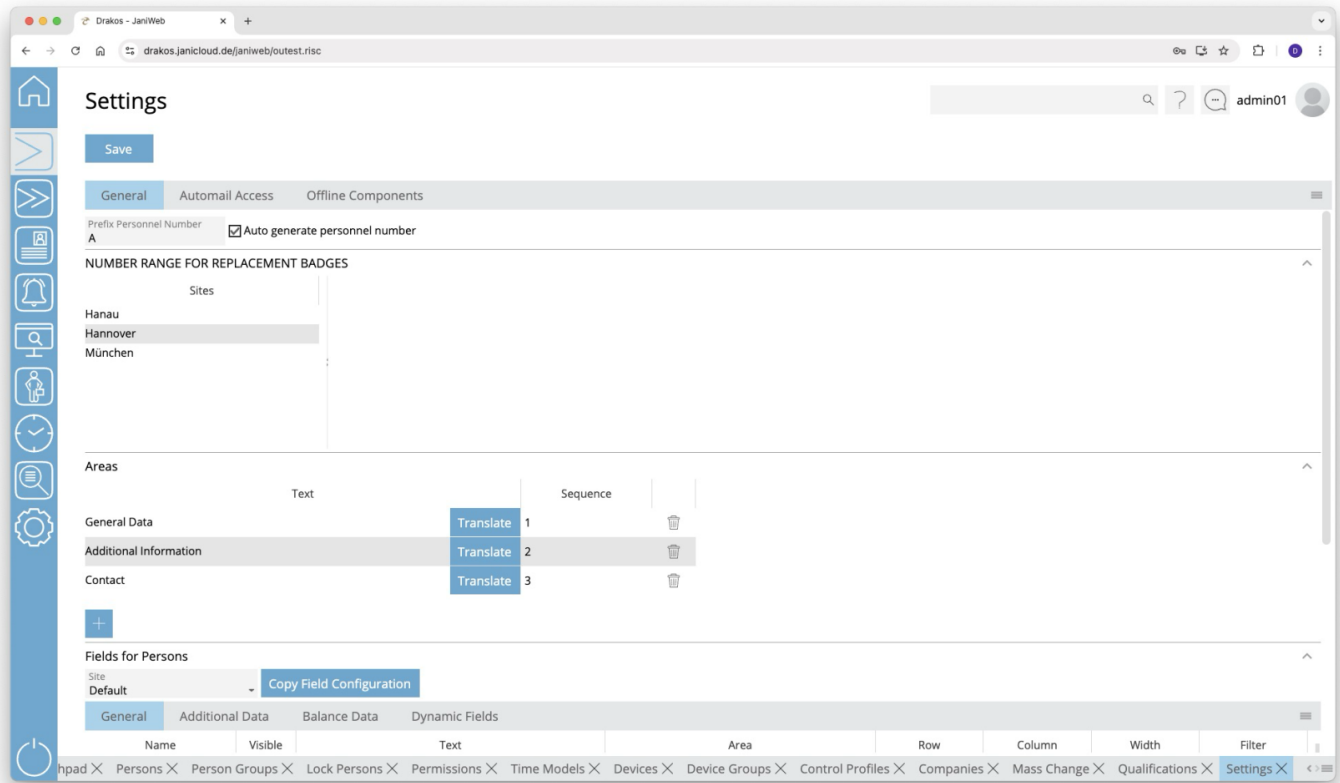 Drakos – JaniWeb
drakos.janicloud.de/janiweb/outest.risc
D
Settings
admin01
Save
General Automail Access Offline Components
Prefix Personnel Number
A
Auto generate personnel number
NUMBER RANGE FOR REPLACEMENT BADGES
Sites
Hanau
Hannover
München
Areas
Text Sequence
General Data Translate 1
Additional Information Translate 2
Contact Translate 3
Fields for Persons
Site
Default
Copy Field Configuration
General Additional Data Balance Data Dynamic Fields
Name Visible Text Area Row Column Width Filter
hpad Persons Person Groups Lock Persons Permissions Time Models Devices Device Groups Control Profiles Companies Mass Change Qualifications Settings